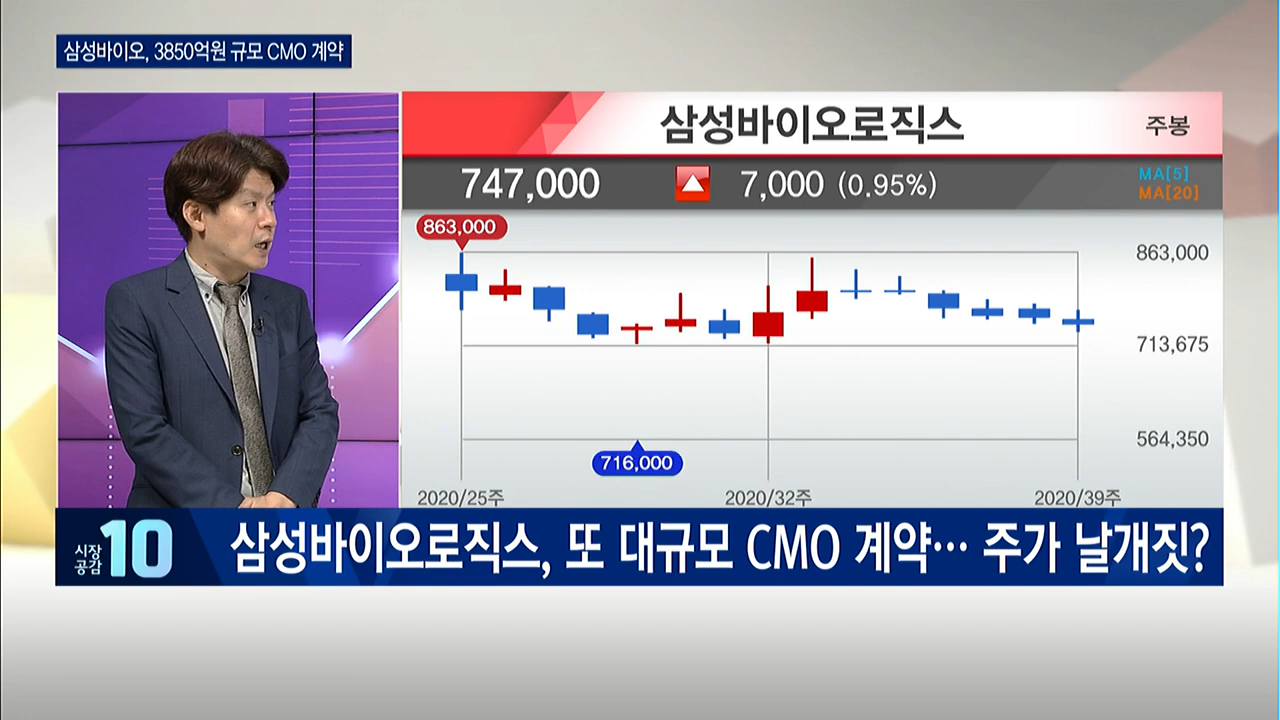 삼성바이오, 3850억원 규모 CMO 계약
삼성바이오로직스
주봉
747,000 ▲ 7,000 (0.95%)
MA[5]
MA[20]
863,000
863,000
713,675
564,350
716,000
2020/25주 2020/32주 2020/39주
시장
공감
10
삼성바이오로직스, 또 대규모 CMO 계약… 주가 날개짓?